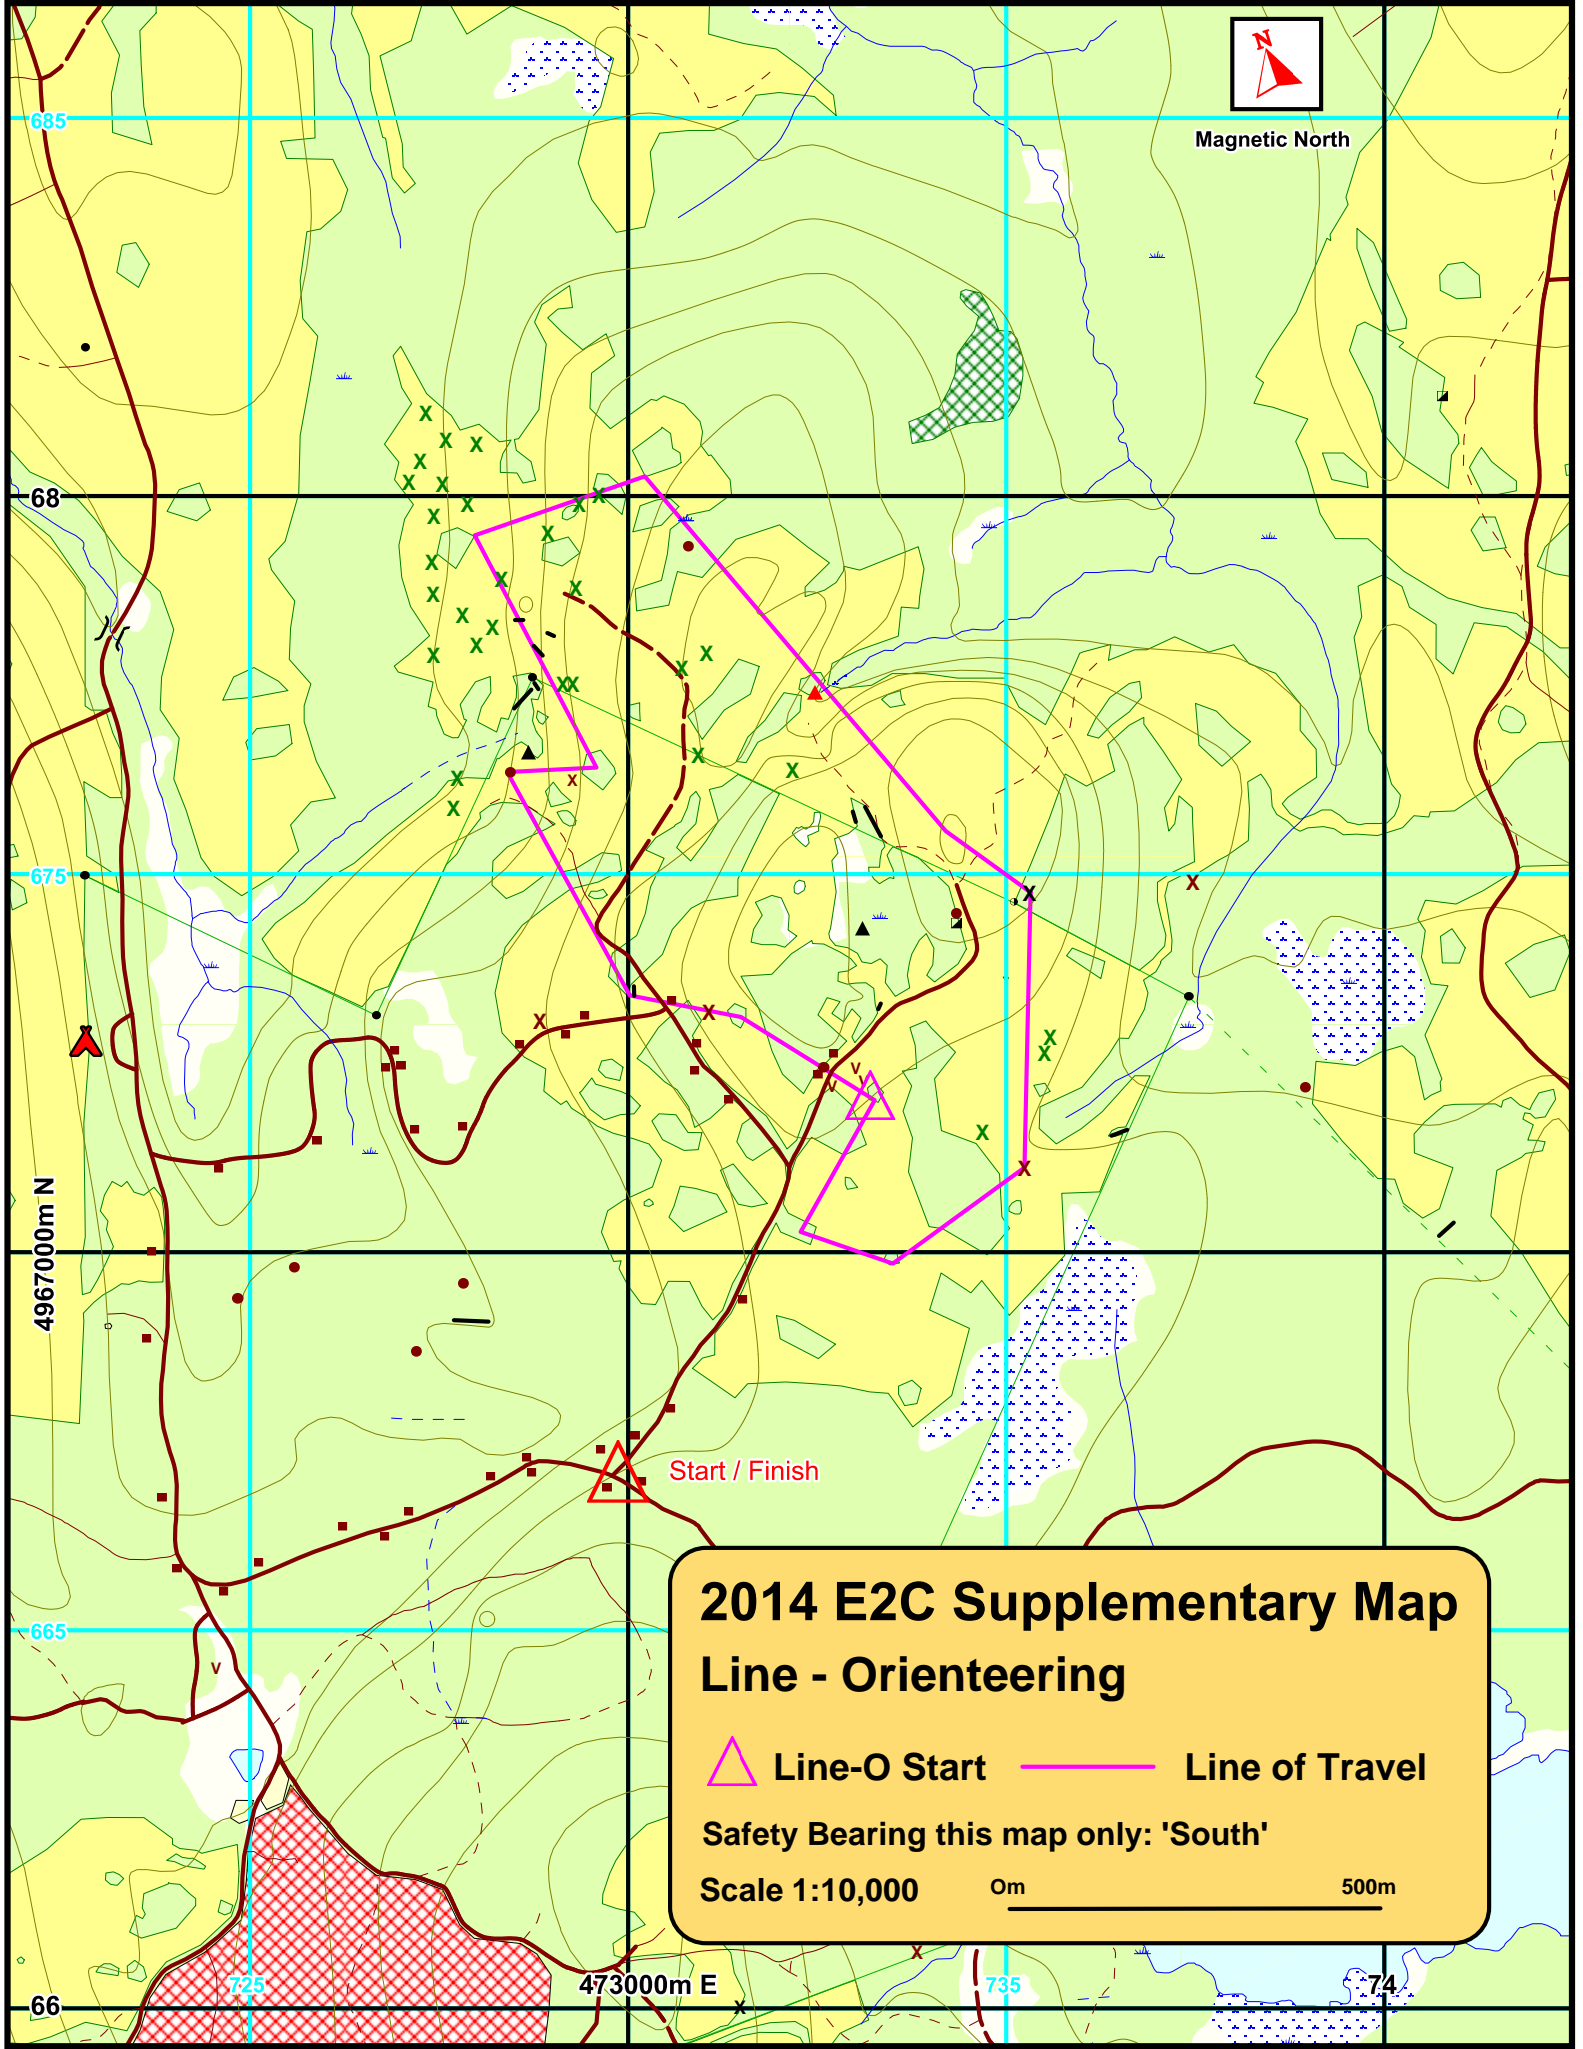 N
Magnetic North
685
68
675
4967000m N
Start / Finish
2014 E2C Supplementary Map
Line - Orienteering
Line-O Start
Line of Travel
Safety Bearing this map only: 'South'
Scale 1:10,000
Om
500m
665
66
725
473000m E
735
74